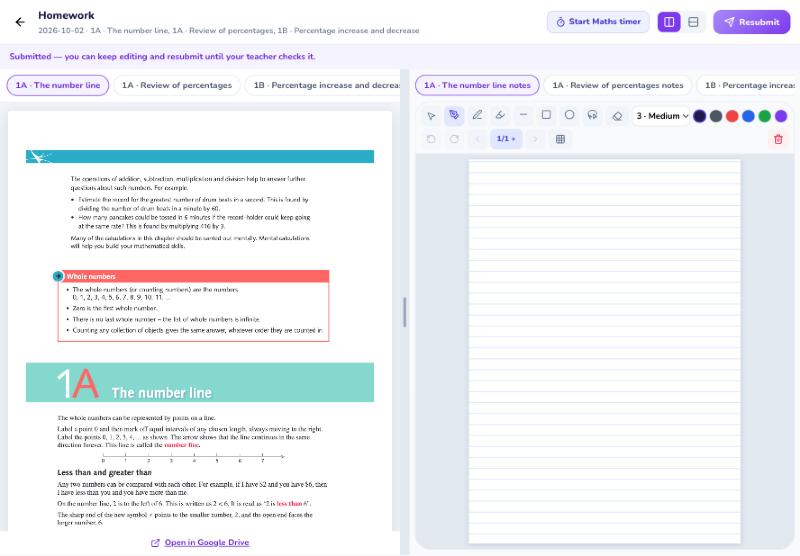 Homework
2026-10-02 · 1A · The number line, 1A · Review of percentages, 1B · Percentage increase and decrease
Start Maths timer
Resubmit
Submitted — you can keep editing and resubmit until your teacher checks it.
1A · The number line
1A · Review of percentages
1B · Percentage increase and decreas
1A · The number line notes
1A · Review of percentages notes
1B · Percentage increas
3 · Medium
1/1 +
The operations of addition, subtraction, multiplication and division help to answer further
questions about such numbers. For example:
• Estimate the record for the greatest number of drum beats in a second. This is found by
dividing the number of drum beats in a minute by 60.
• How many pancakes could be tossed in 6 minutes if the record-holder could keep going
at the same rate? This is found by multiplying 416 by 3.
Many of the calculations in this chapter should be carried out mentally. Mental calculations
will help you build your mathematical skills.
Whole numbers
• The whole numbers (or counting numbers) are the numbers
0, 1, 2, 3, 4, 5, 6, 7, 8, 9, 10, 11, ...
• Zero is the first whole number.
• There is no last whole number – the list of whole numbers is infinite.
• Counting any collection of objects gives the same answer, whatever order they are counted in.
1A The number line
The whole numbers can be represented by points on a line.
Label a point 0 and then mark off equal intervals of any chosen length, always moving to the right.
Label the points 0, 1, 2, 3, 4, ... as shown. The arrow shows that the line continues in the same
direction forever. This line is called the number line.
0 1 2 3 4 5 6 7
Less than and greater than
Any two numbers can be compared with each other. For example, if I have $2 and you have $6, then
I have less than you and you have more than me.
On the number line, 2 is to the left of 6. This is written as 2 < 6. It is read as ‘2 is less than 6’.
The sharp end of the new symbol < points to the smaller number, 2, and the open end faces the
larger number, 6.
Open in Google Drive